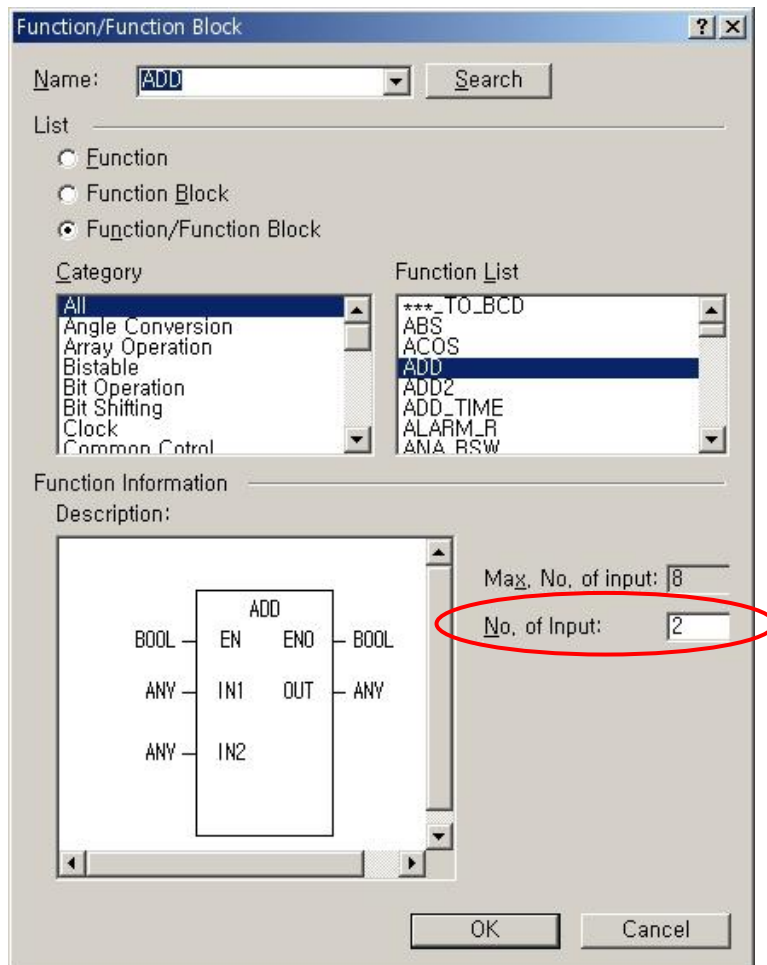 Function/Function Block
Name: ADD Search
List
Function
Function Block
Function/Function Block
Category Function List
All
Angle Conversion
Array Operation
Bistable
Bit Operation
Bit Shifting
Clock
Common Cotrol
***_TO_BCD
ABS
ACOS
ADD
ADD2
ADD_TIME
ALARM_R
ANA_BSW
Function Information
Description:
Max, No, of input: 8
No, of Input: 2
ADD
BOOL EN ENO BOOL
ANY IN1 OUT ANY
ANY IN2
OK Cancel